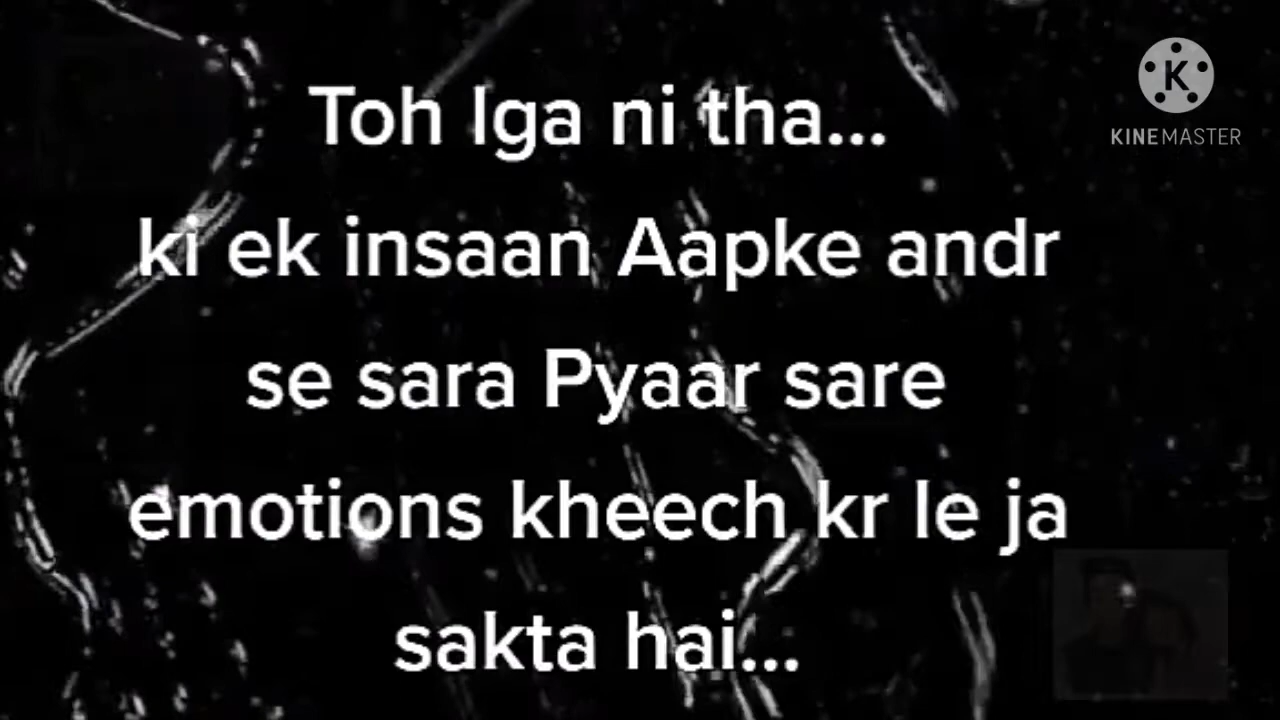 Toh lga ni tha...
ki ek insaan Aapke andr
se sara Pyaar sare
emotions kheech kr le ja
sakta hai...
K
KINEMASTER